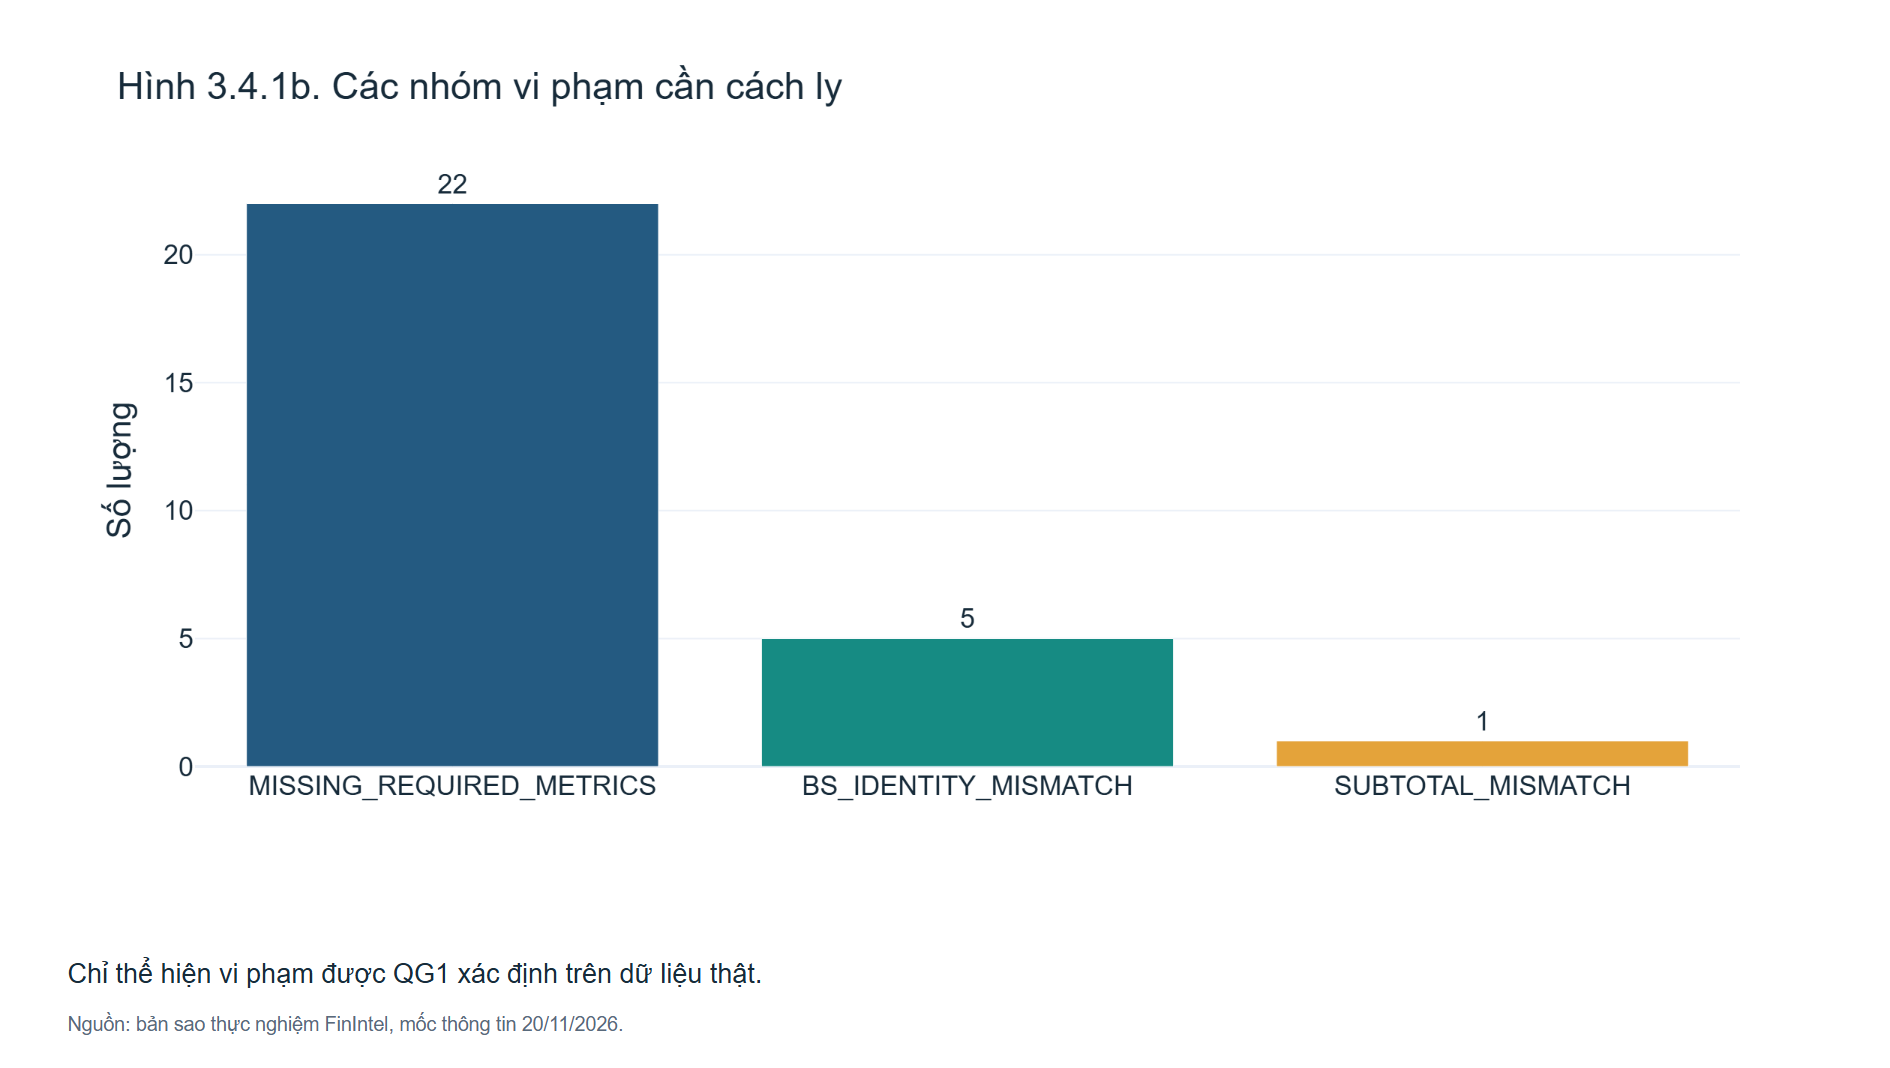 Hình 3.4.1b. Các nhóm vi phạm cần cách ly
22
20
15
10
5
0
5
1
Số lượng
MISSING_REQUIRED_METRICS
BS_IDENTITY_MISMATCH
SUBTOTAL_MISMATCH
Chỉ thể hiện vi phạm được QG1 xác định trên dữ liệu thật.
Nguồn: bản sao thực nghiệm FinIntel, mốc thông tin 20/11/2026.